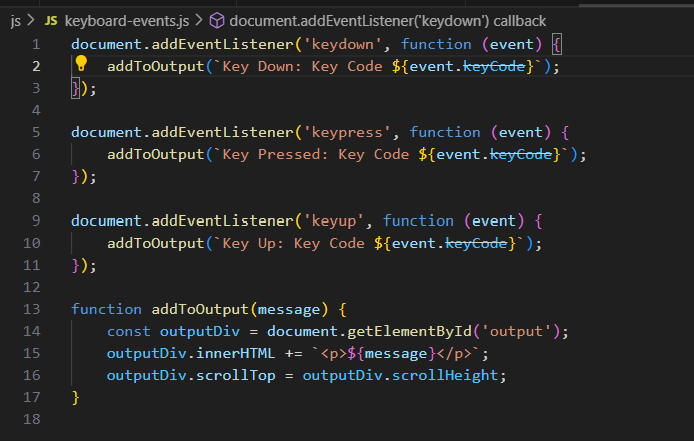 js > JS keyboard-events.js > document.addEventListener('keydown') callback
1 document.addEventListener('keydown', function (event) {
2     addToOutput(`Key Down: Key Code ${event.keyCode}`);
3 });
4
5 document.addEventListener('keypress', function (event) {
6     addToOutput(`Key Pressed: Key Code ${event.keyCode}`);
7 });
8
9 document.addEventListener('keyup', function (event) {
10     addToOutput(`Key Up: Key Code ${event.keyCode}`);
11 });
12
13 function addToOutput(message) {
14     const outputDiv = document.getElementById('output');
15     outputDiv.innerHTML += `<p>${message}</p>`;
16     outputDiv.scrollTop = outputDiv.scrollHeight;
17 }
18